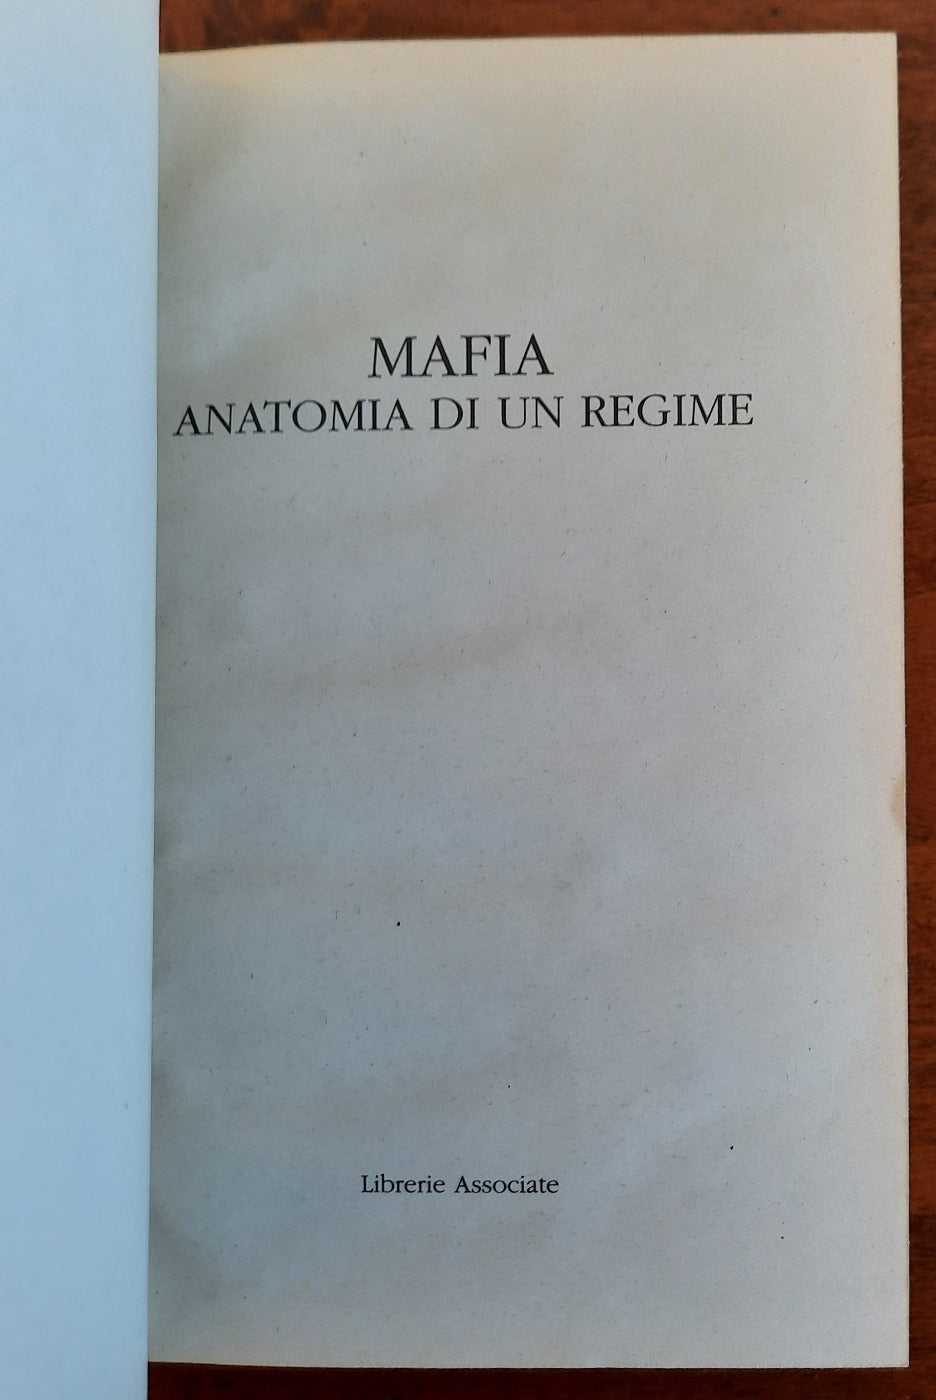 MAFIA
ANATOMIA DI UN REGIME
Librerie Associate